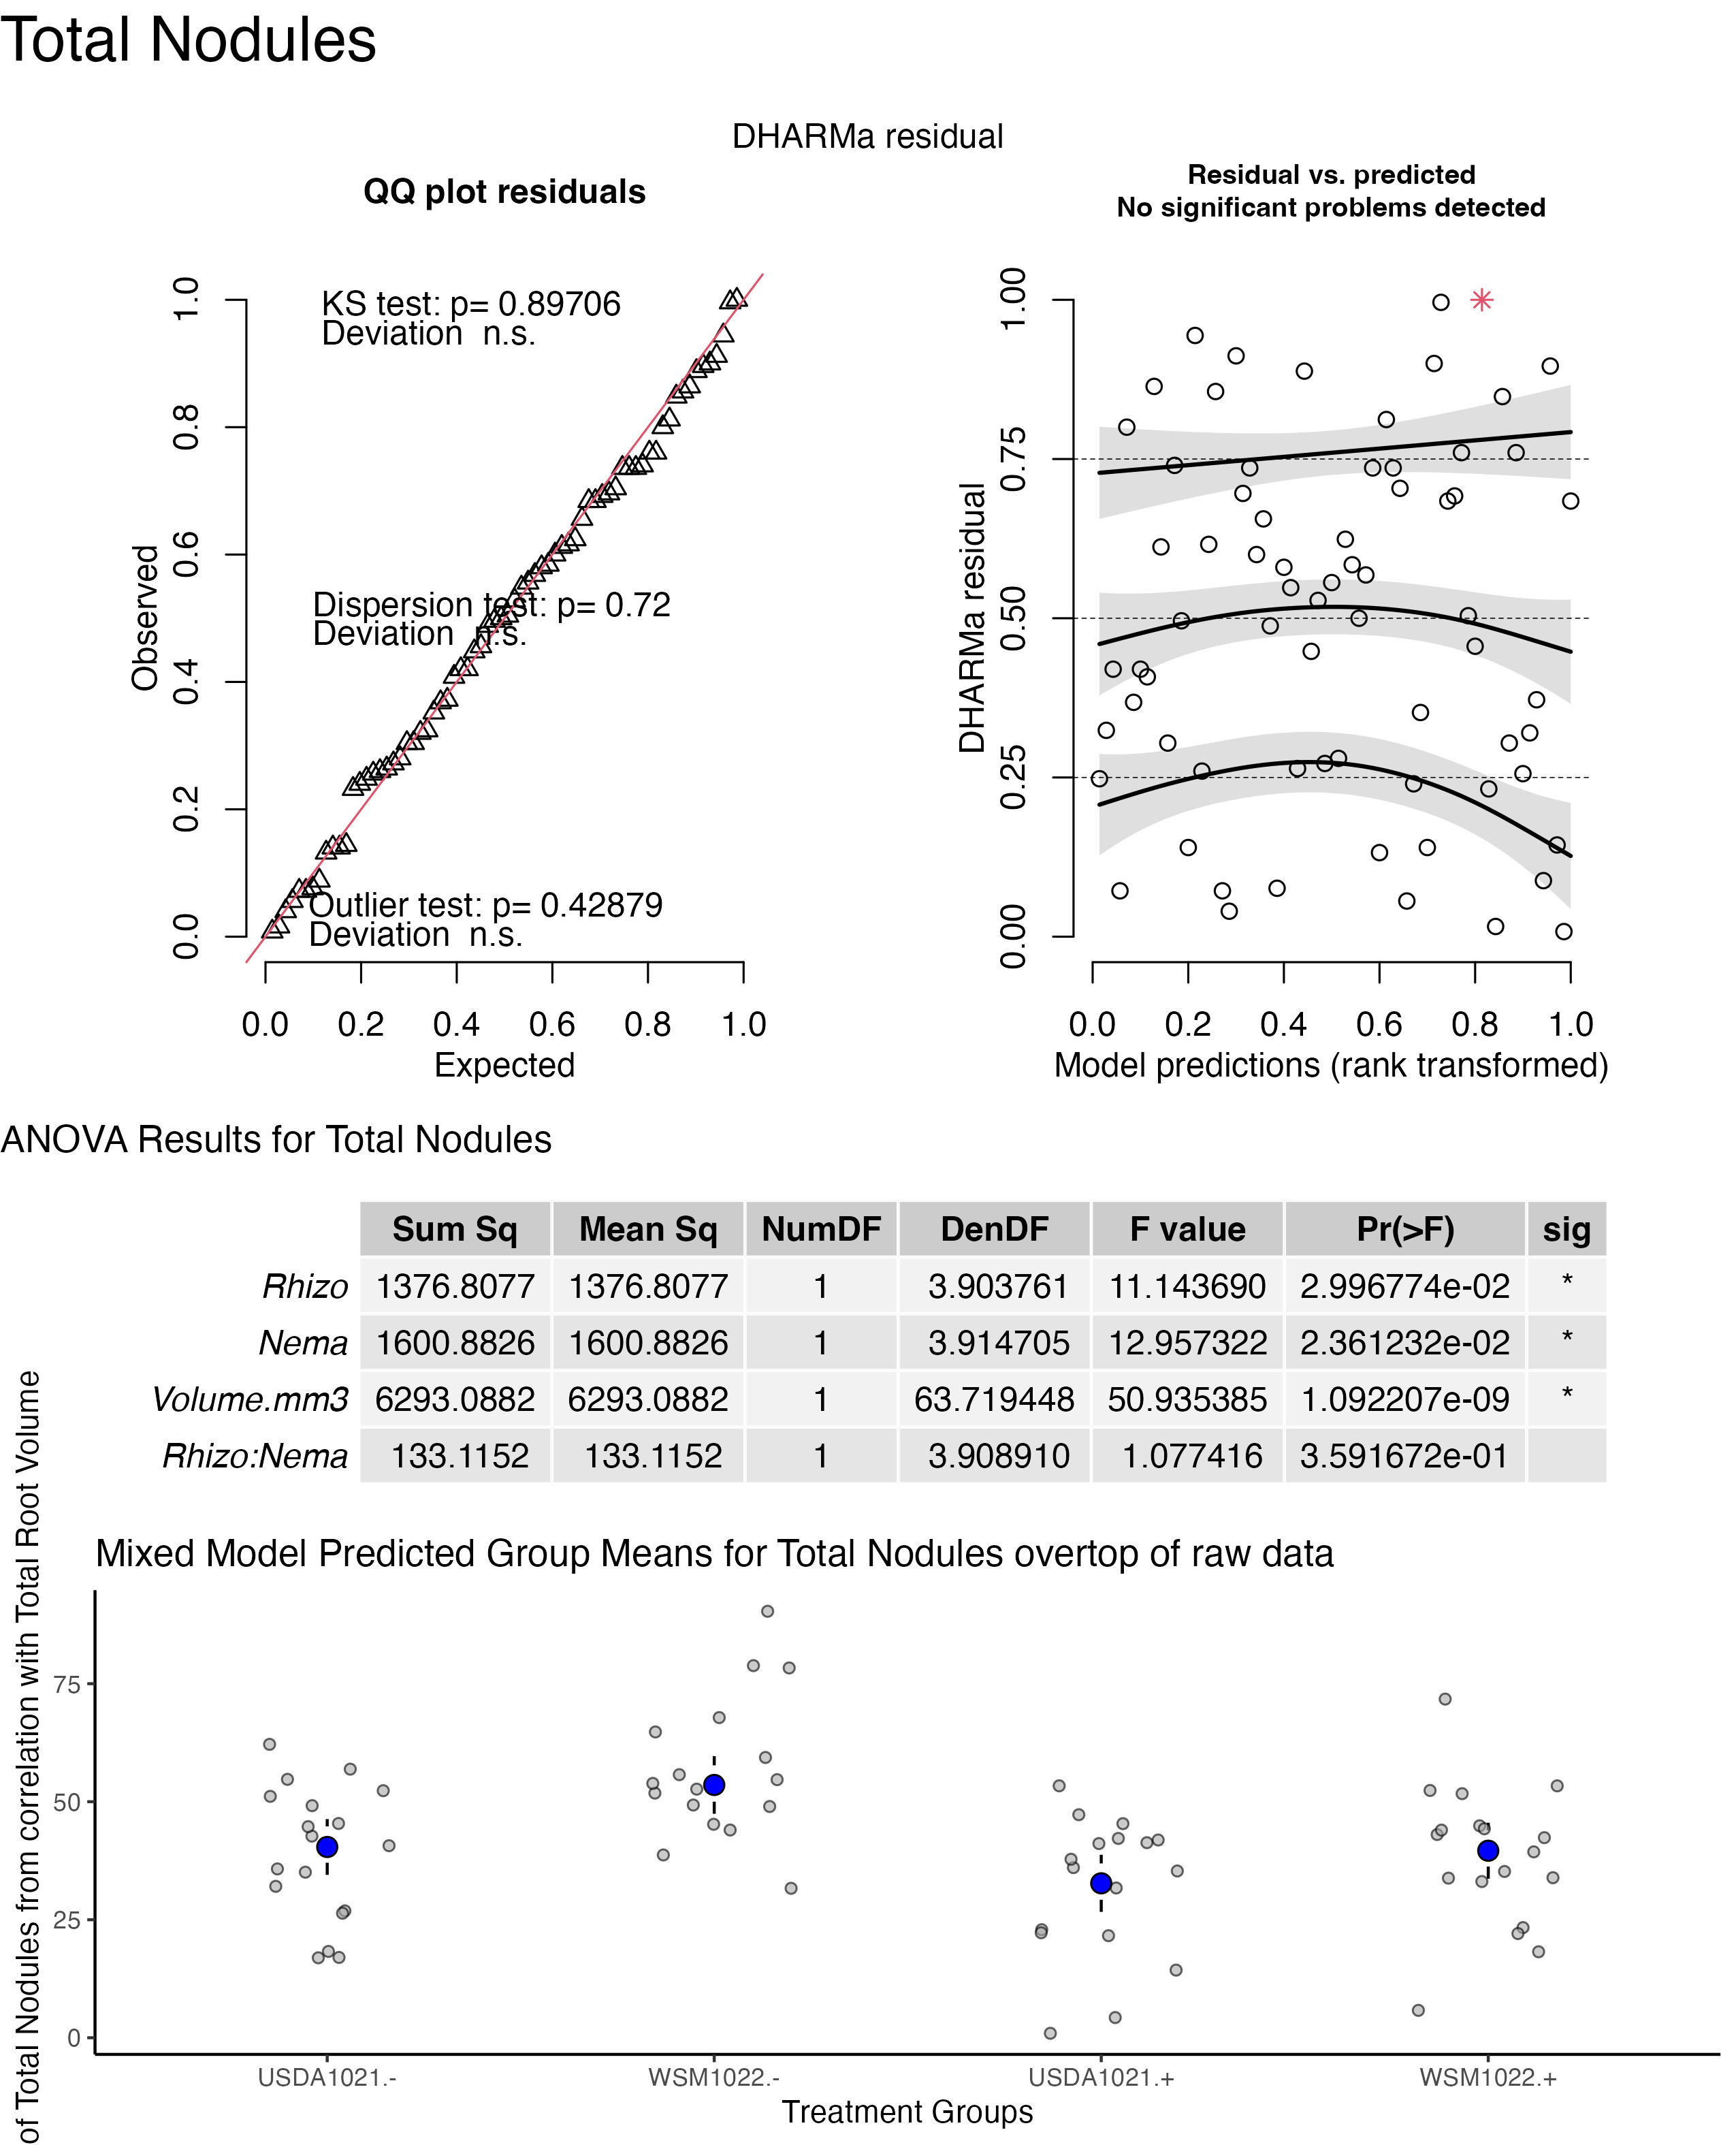 Total Nodules
DHARMa residual
QQ plot residuals
KS test: p= 0.89706
Deviation n.s.
Dispersion test: p= 0.72
Deviation n.s.
Outlier test: p= 0.42879
Deviation n.s.
Observed
1.0
0.8
0.6
0.4
0.2
0.0
0.0 0.2 0.4 0.6 0.8 1.0
Expected
Residual vs. predicted
No significant problems detected
DHARMa residual
1.00
0.75
0.50
0.25
0.00
0.0 0.2 0.4 0.6 0.8 1.0
Model predictions (rank transformed)
ANOVA Results for Total Nodules
Sum Sq Mean Sq NumDF DenDF F value Pr(>F) sig
Rhizo 1376.8077 1376.8077 1 3.903761 11.143690 2.996774e-02 *
Nema 1600.8826 1600.8826 1 3.914705 12.957322 2.361232e-02 *
Volume.mm3 6293.0882 6293.0882 1 63.719448 50.935385 1.092207e-09 *
Rhizo:Nema 133.1152 133.1152 1 3.908910 1.077416 3.591672e-01
Mixed Model Predicted Group Means for Total Nodules overtop of raw data
of Total Nodules from correlation with Total Root Volume
75
50
25
0
USDA1021.- WSM1022.- USDA1021.+ WSM1022.+
Treatment Groups